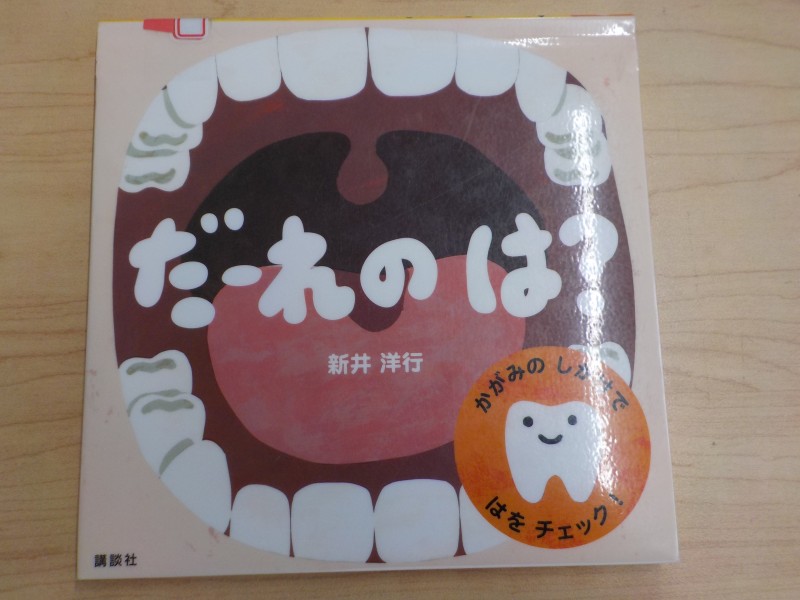 だーれの は?
新井 洋行
かがみの しかけで
はを チェック!
講談社